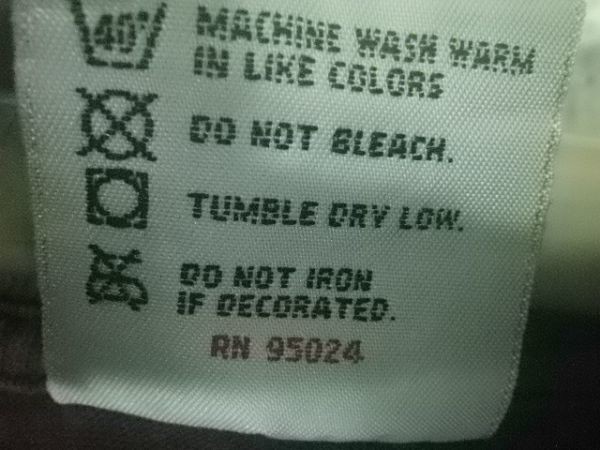 40° MACHINE WASH WARM
IN LIKE COLORS
DO NOT BLEACH.
TUMBLE DRY LOW.
DO NOT IRON
IF DECORATED.
RN 95024